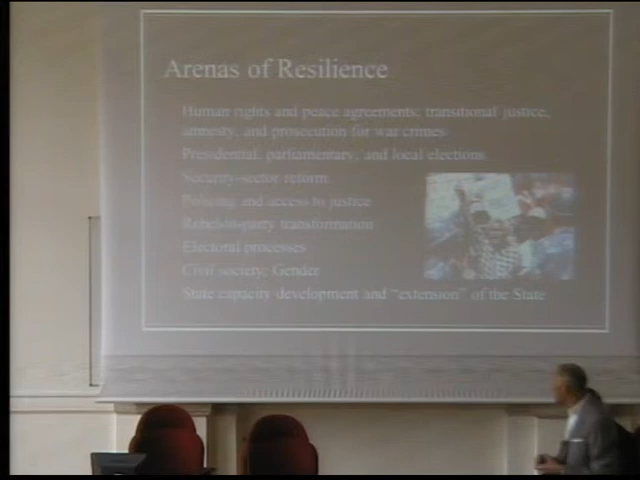 Arenas of Resilience
Human rights and peace agreements; transitional justice,
amnesty, and prosecution for war crimes
Presidential, parliamentary, and local elections
Security-sector reform
Policing and access to justice
Rebel-to-party transformation
Electoral processes
Civil society; Gender
State capacity development and “extension” of the State